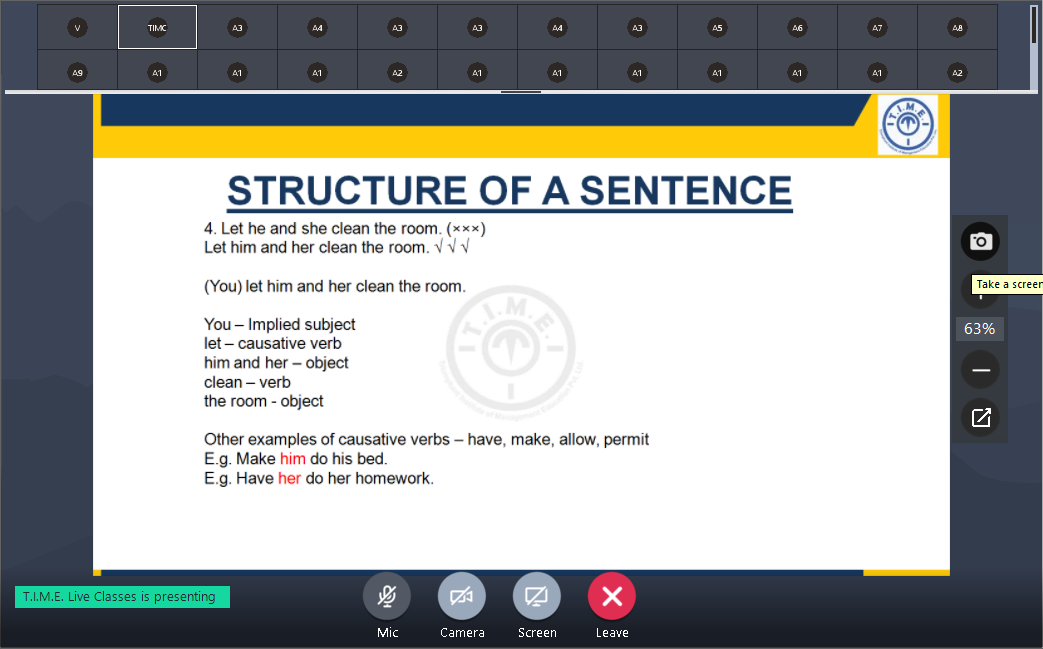 V TIMC A3 A4 A3 A3 A4 A3 A5 A6 A7 A8
A9 A1 A1 A1 A2 A1 A1 A1 A1 A1 A1 A2
T.I.M.E.
STRUCTURE OF A SENTENCE
4. Let he and she clean the room. (×××)
Let him and her clean the room. √ √ √
(You) let him and her clean the room.
You – Implied subject
let – causative verb
him and her – object
clean – verb
the room - object
T.I.M.E.
Other examples of causative verbs – have, make, allow, permit
E.g. Make him do his bed.
E.g. Have her do her homework.
Take a screen
63%
T.I.M.E. Live Classes is presenting
Mic Camera Screen Leave